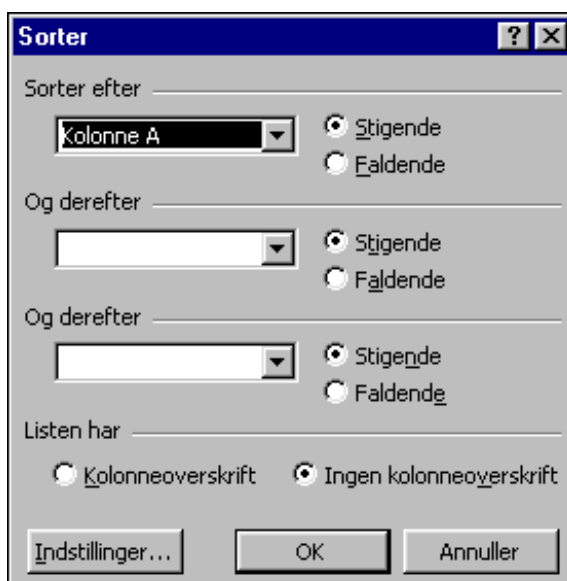 Sorter
Sorter efter
Kolonne A
Stigende
Faldende
Og derefter
Stigende
Faldende
Og derefter
Stigende
Faldende
Listen har
Kolonneoverskrift Ingen kolonneoverskrift
Indstillinger... OK Annuller